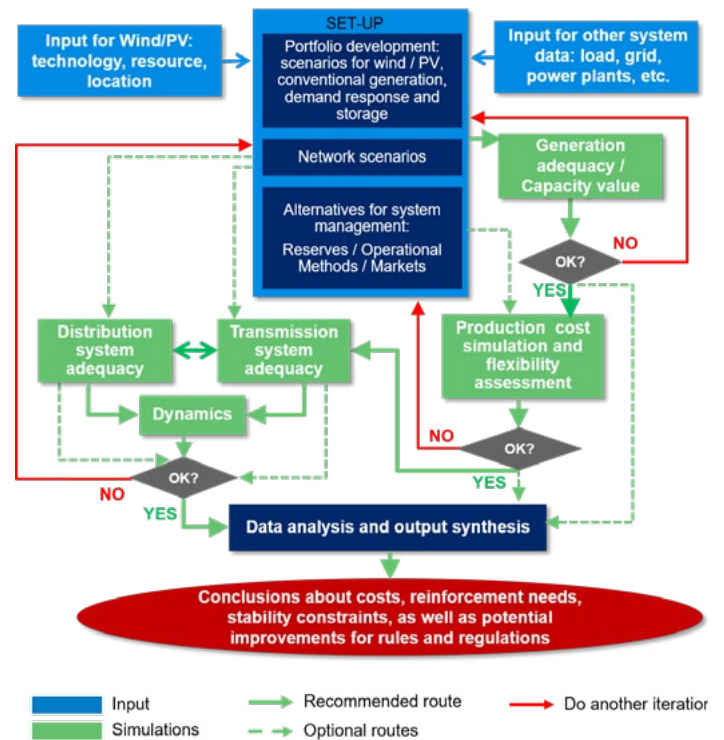 SET-UP
Input for Wind/PV:
technology, resource,
location
Portfolio development:
scenarios for wind / PV,
conventional generation,
demand response and
storage
Input for other system
data: load, grid,
power plants, etc.
Network scenarios
Generation
adequacy /
Capacity value
Alternatives for system
management:
Reserves / Operational
Methods / Markets
OK?
NO
YES
Distribution
system
adequacy
Transmission
system
adequacy
Production cost
simulation and
flexibility
assessment
Dynamics
NO
OK?
YES
OK?
NO
YES
Data analysis and output synthesis
Conclusions about costs, reinforcement needs,
stability constraints, as well as potential
improvements for rules and regulations
Input
Recommended route
Do another iteration
Simulations
Optional routes